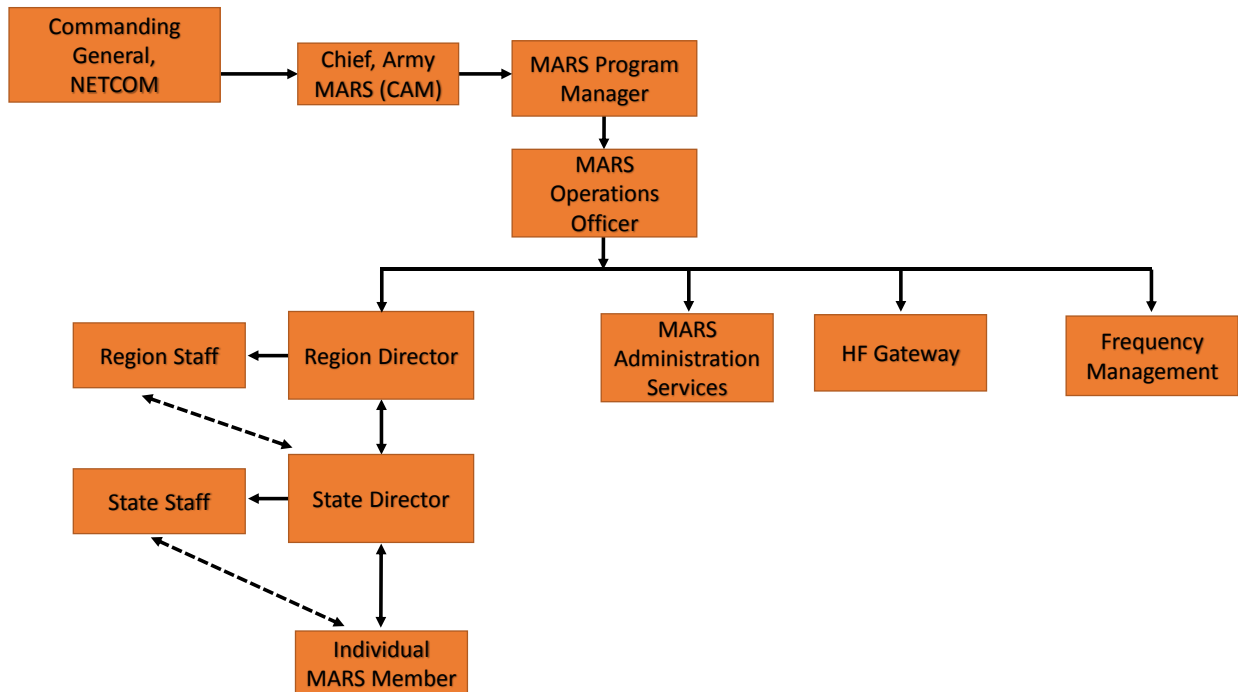 Commanding
General,
NETCOM
Chief, Army
MARS (CAM)
MARS Program
Manager
MARS
Operations
Officer
Region Staff
Region Director
MARS
Administration
Services
HF Gateway
Frequency
Management
State Staff
State Director
Individual
MARS Member